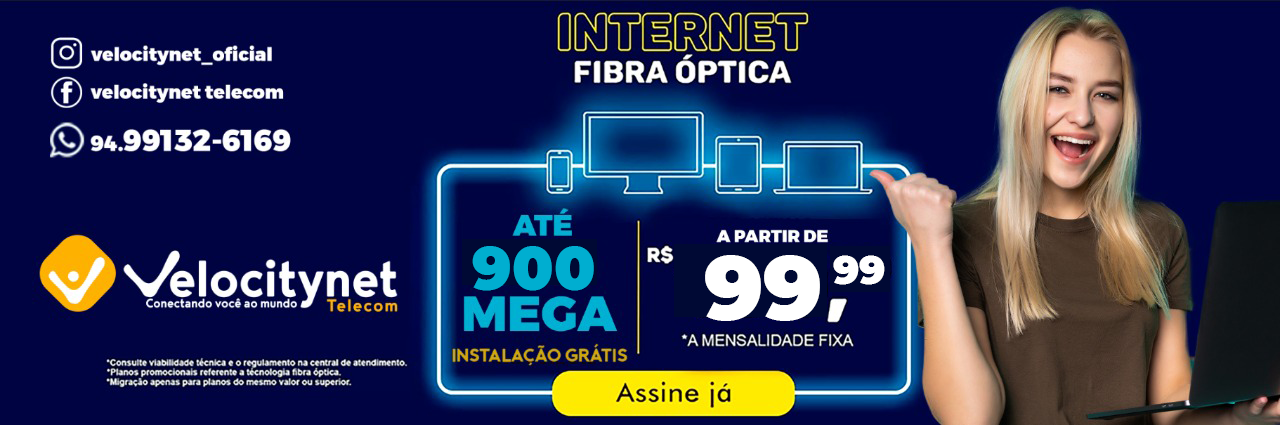 velocitynet_oficial
velocitynet telecom
94.99132-6169
Velocitynet
Conectando você ao mundo
Telecom
*Consulte viabilidade técnica e o regulamento na central de atendimento.
*Planos promocionais referente a técnologia fibra óptica.
*Migração apenas para planos do mesmo valor ou superior.
INTERNET
FIBRA ÓPTICA
ATÉ
900
MEGA
INSTALAÇÃO GRÁTIS
A PARTIR DE
R$ 99,99
*A MENSALIDADE FIXA
Assine já